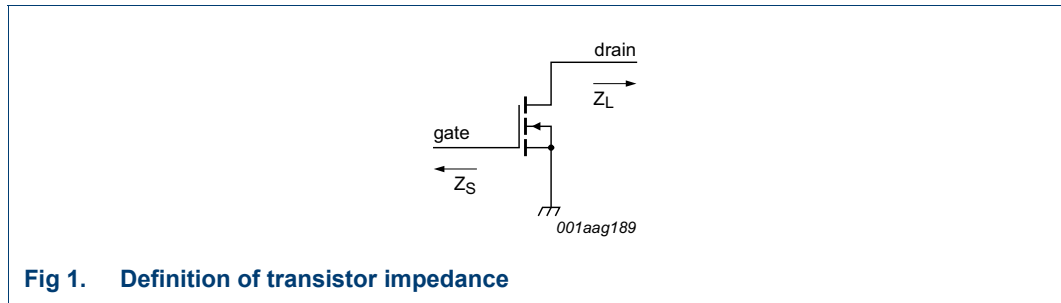 drain
Z_L
gate
Z_S
001aag189
Fig 1. Definition of transistor impedance